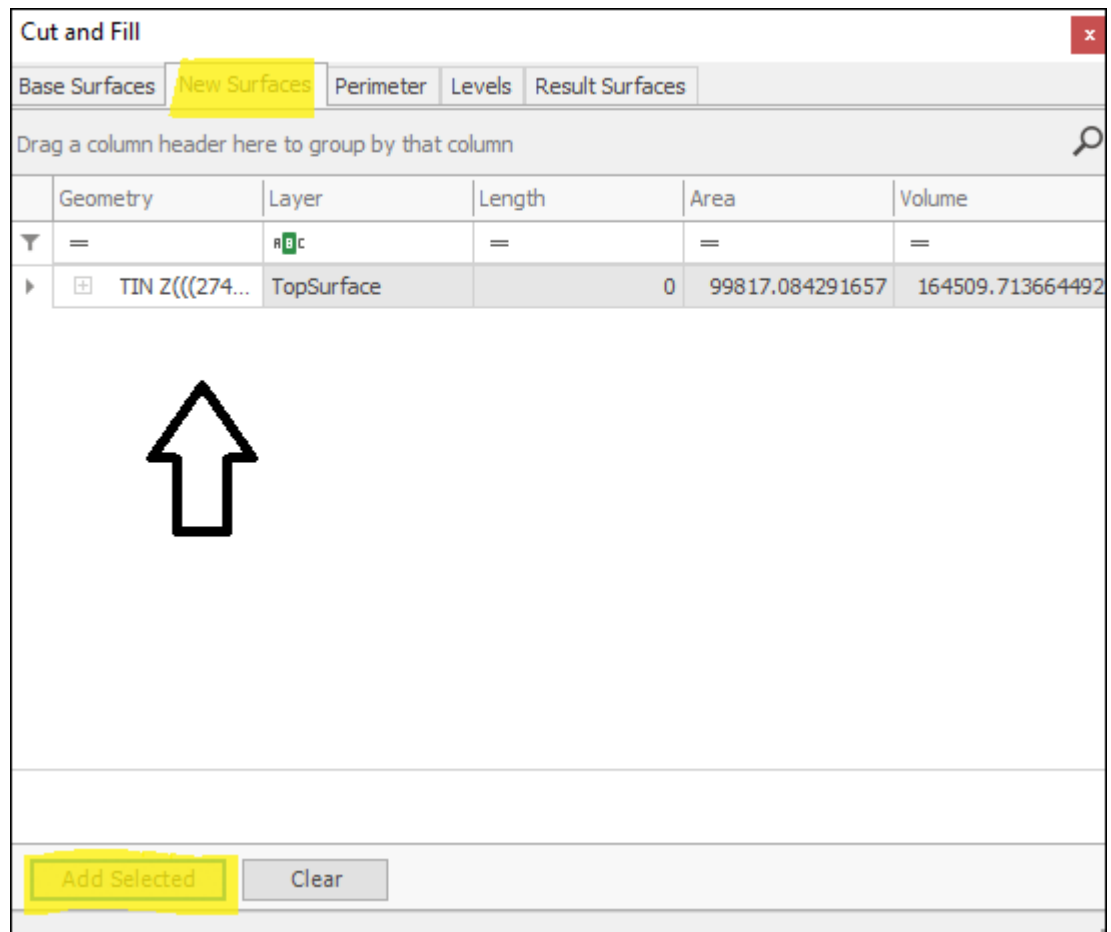 Cut and Fill
x
Base Surfaces New Surfaces Perimeter Levels Result Surfaces
Drag a column header here to group by that column
Geometry Layer Length Area Volume
= ABC = = =
TIN Z(((274... TopSurface 0 99817.084291657 164509.713664492
Add Selected Clear